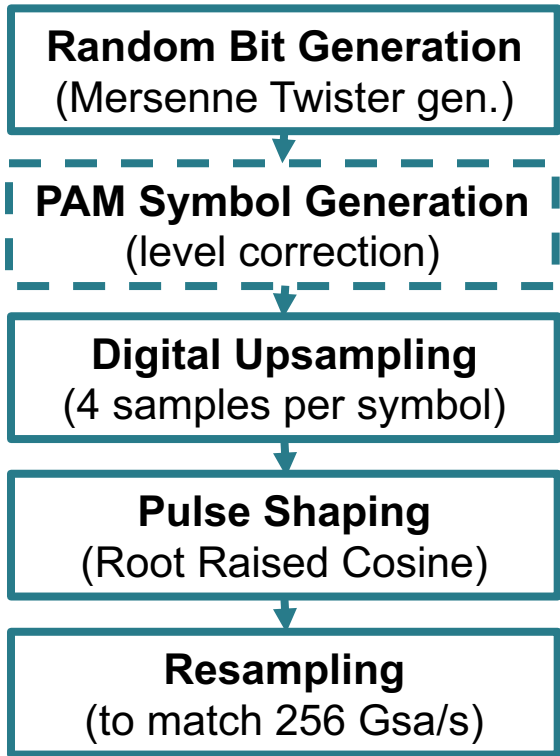 Random Bit Generation
(Mersenne Twister gen.)
PAM Symbol Generation
(level correction)
Digital Upsampling
(4 samples per symbol)
Pulse Shaping
(Root Raised Cosine)
Resampling
(to match 256 Gsa/s)